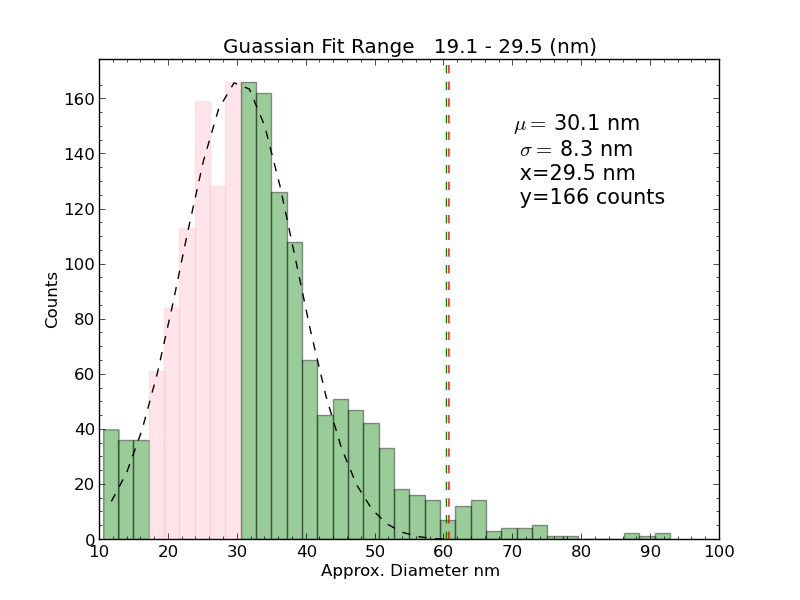 Guassian Fit Range   19.1 - 29.5 (nm)
μ = 30.1 nm
σ = 8.3 nm
x=29.5 nm
y=166 counts
Counts
160
140
120
100
80
60
40
20
0
10 20 30 40 50 60 70 80 90 100
Approx. Diameter nm